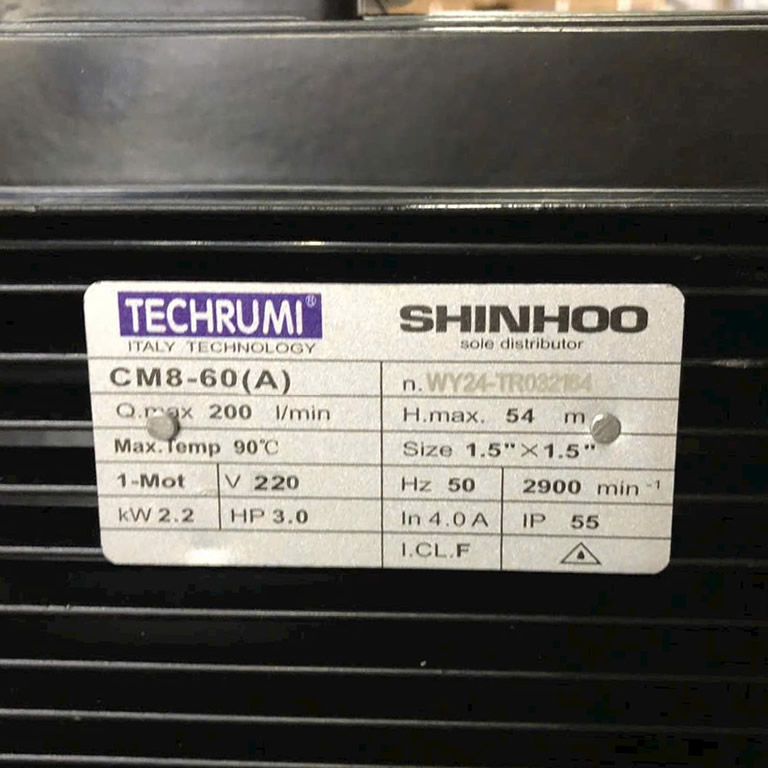 TECHRUMI®
ITALY TECHNOLOGY
SHINHOO
sole distributor
CM8-60(A)
n. WY24-TR032164
Q.max 200 l/min
H.max. 54 m
Max.Temp 90℃
Size 1.5"×1.5"
1-Mot V 220
Hz 50 2900 min⁻¹
kW 2.2 HP 3.0
In 4.0 A IP 55
I.CL.F